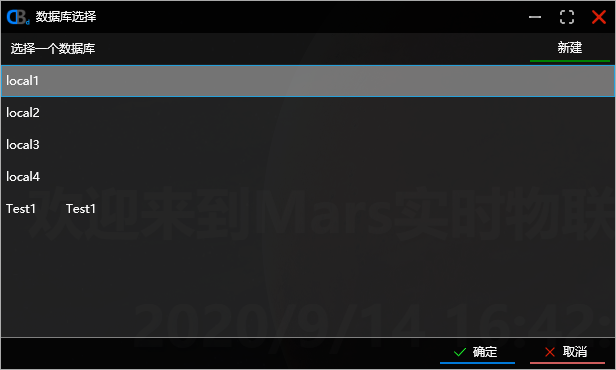 DB 数据库选择
选择一个数据库 新建
local1
local2
local3
local4
Test1 Test1
欢迎来到Mars实时物联
2020/9/14 16:42:
确定 取消